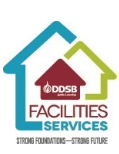 DDSB
FACILITIES
SERVICES
STRONG FOUNDATIONS—STRONG FUTURE